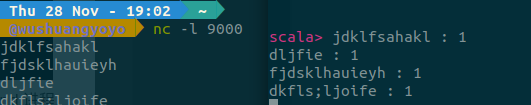 Thu 28 Nov - 19:02 ~
@wushuangyoyo nc -l 9000
jdklfsahakl
fjdsklhauieyh
dljfie
dkfls;ljoife
scala> jdklfsahakl : 1
dljfie : 1
fjdsklhauieyh : 1
dkfls;ljoife : 1